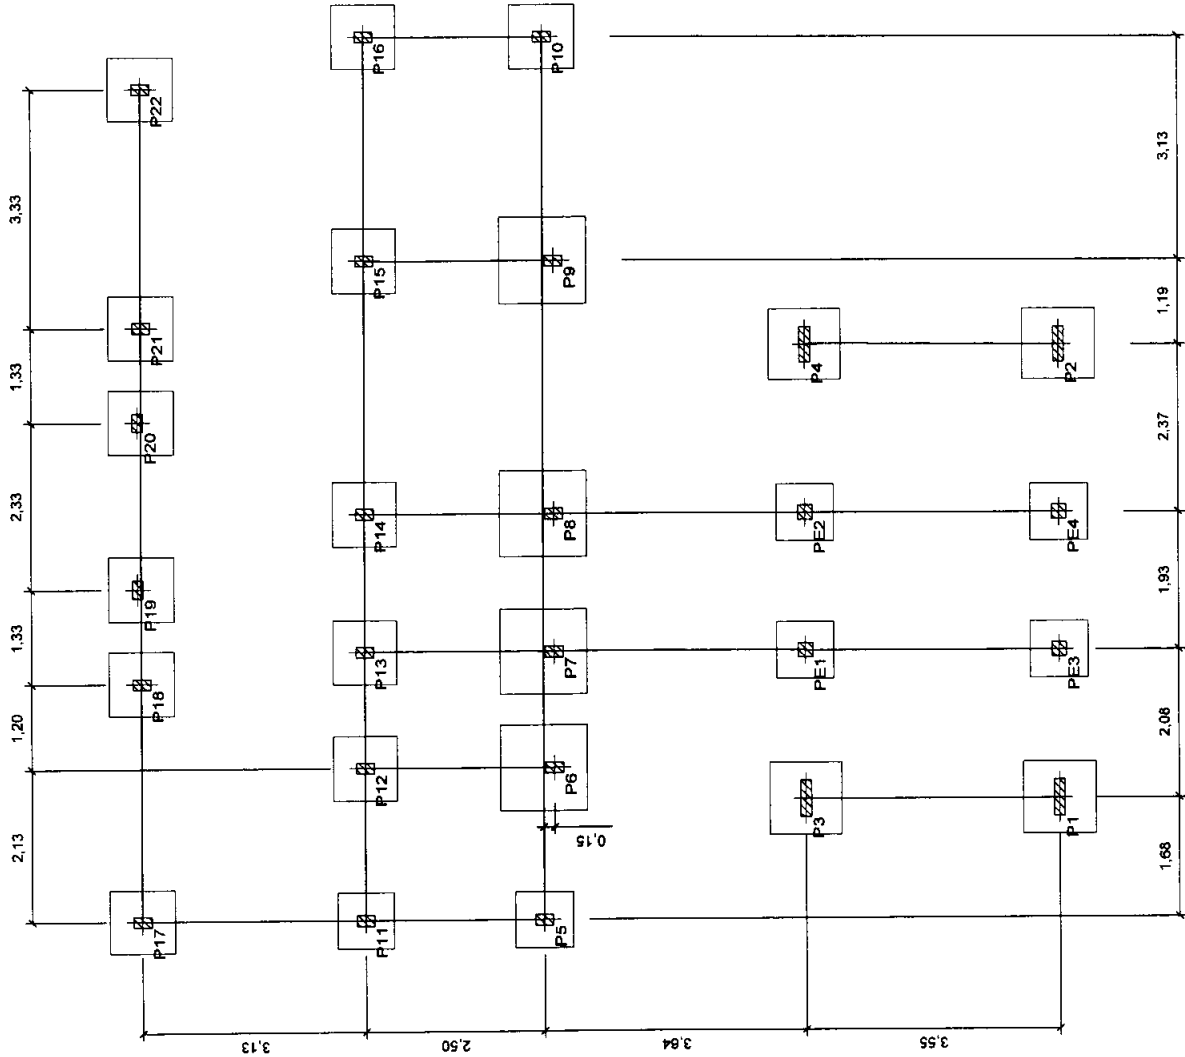 P16
P10
P22
3,33
3,13
P15
P9
P21
1,19
1,33
P4
P2
P20
2,37
2,33
P14
P8
PE2
PE4
P19
1,93
1,33
P13
P7
PE1
PE3
P18
1,20
2,08
P12
P6
P3
P1
0,15
2,13
1,68
P17
P11
P5
3,13
2,50
3,64
3,55